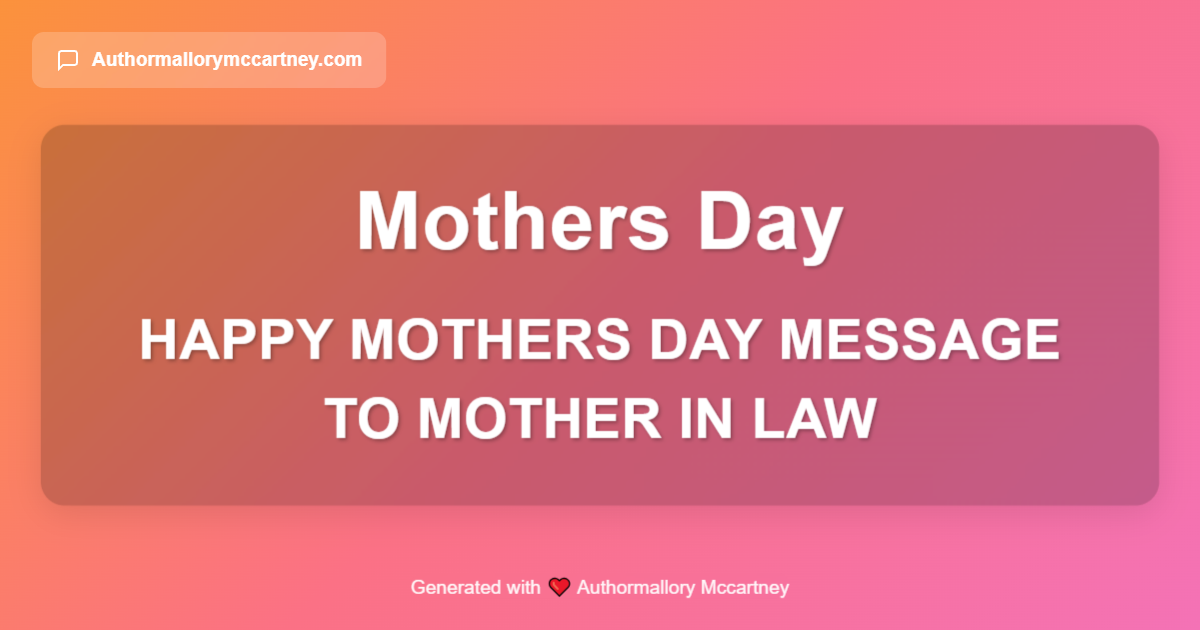 Authormallorymccartney.com
Mothers Day
HAPPY MOTHERS DAY MESSAGE
TO MOTHER IN LAW
Generated with ❤️ Authormallory Mccartney